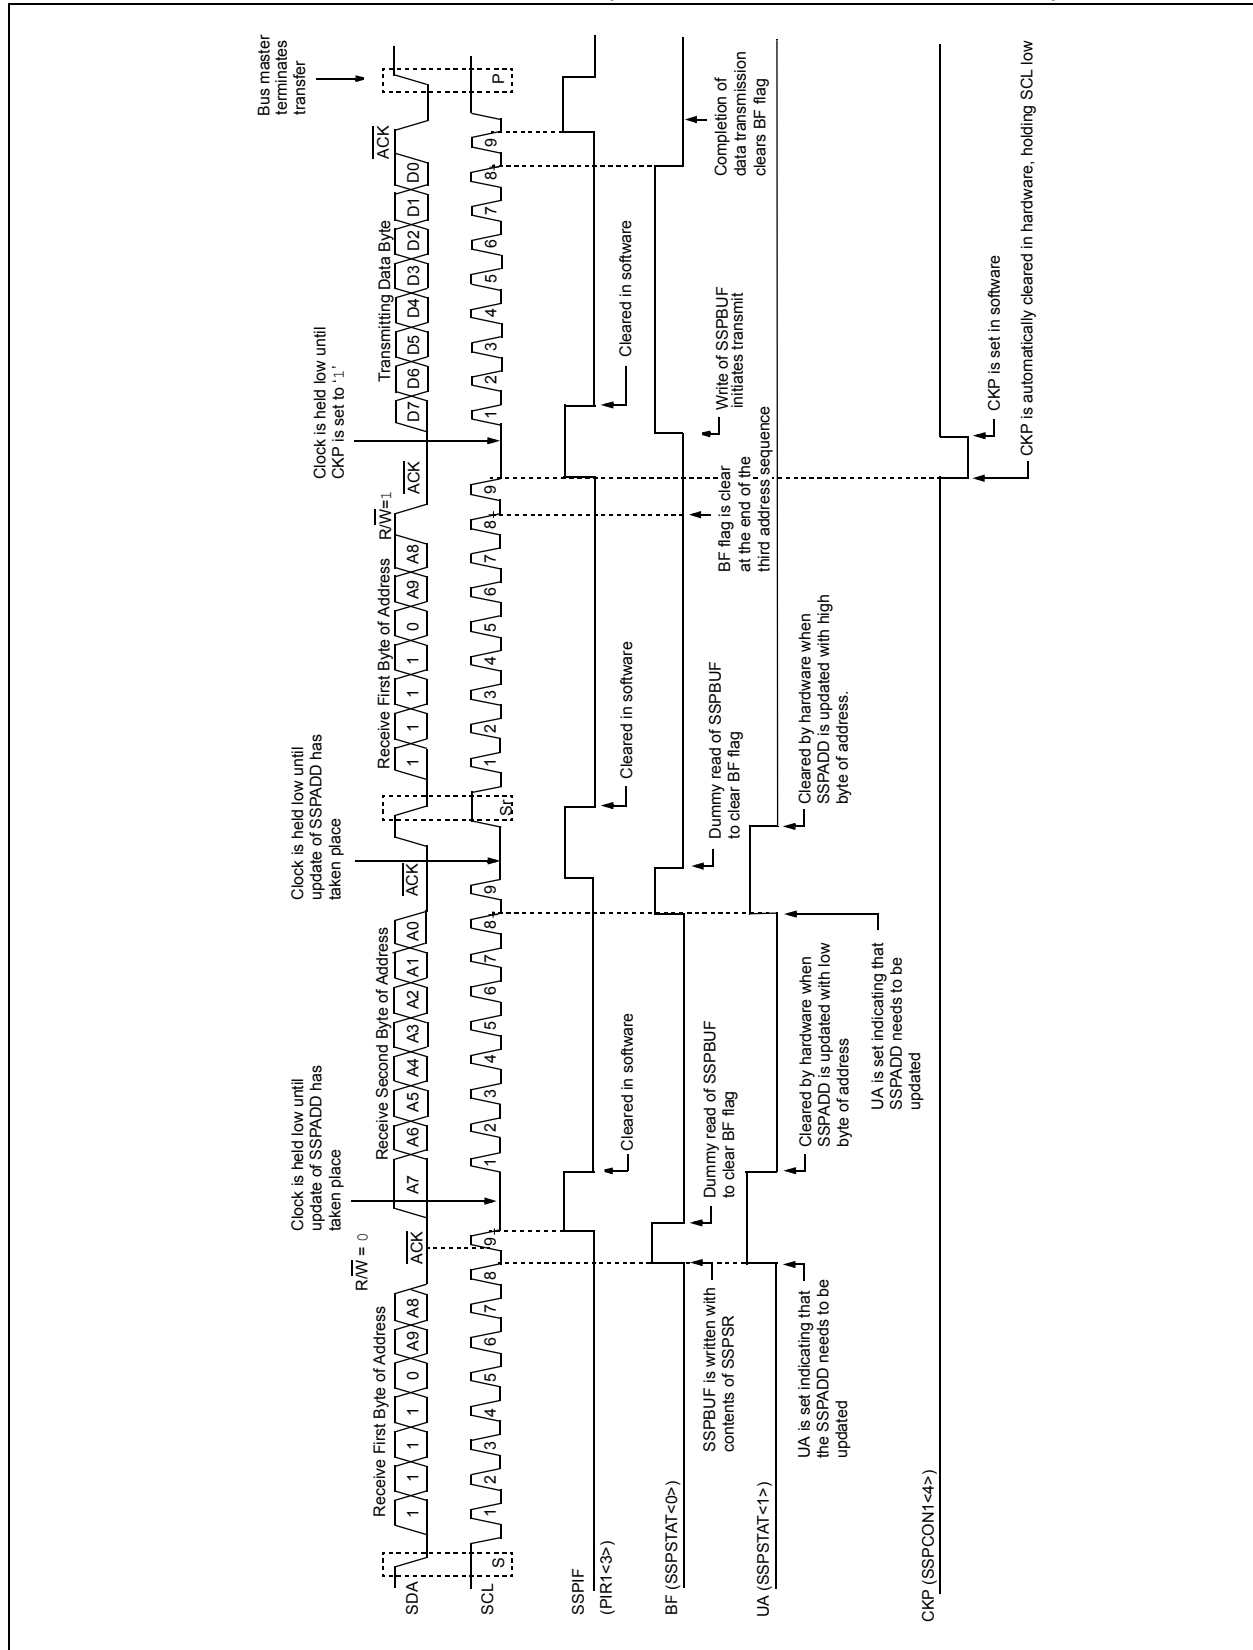 Bus master
terminates
transfer
Clock is held low until
update of SSPADD has
taken place
Clock is held low until
update of SSPADD has
taken place
Clock is held low until
CKP is set to ‘1’
R/W = 0
R/W=1
Receive First Byte of Address
ACK
Receive Second Byte of Address
ACK
Receive First Byte of Address
ACK
Transmitting Data Byte
ACK
SDA
1 1 1 1 0 A9 A8
A7 A6 A5 A4 A3 A2 A1 A0
1 1 1 1 0 A9 A8
D7 D6 D5 D4 D3 D2 D1 D0
SCL
S
1 2 3 4 5 6 7 8 9
1 2 3 4 5 6 7 8 9
Sr
1 2 3 4 5 6 7 8 9
1 2 3 4 5 6 7 8 9
P
SSPIF
(PIR1<3>)
Cleared in software
Cleared in software
Cleared in software
BF (SSPSTAT<0>)
SSPBUF is written with
contents of SSPSR
Dummy read of SSPBUF
to clear BF flag
Dummy read of SSPBUF
to clear BF flag
BF flag is clear
at the end of the
third address sequence
Write of SSPBUF
initiates transmit
Completion of
data transmission
clears BF flag
UA (SSPSTAT<1>)
UA is set indicating that
the SSPADD needs to be
updated
Cleared by hardware when
SSPADD is updated with low
byte of address
UA is set indicating that
SSPADD needs to be
updated
Cleared by hardware when
SSPADD is updated with high
byte of address.
CKP (SSPCON1<4>)
CKP is set in software
CKP is automatically cleared in hardware, holding SCL low